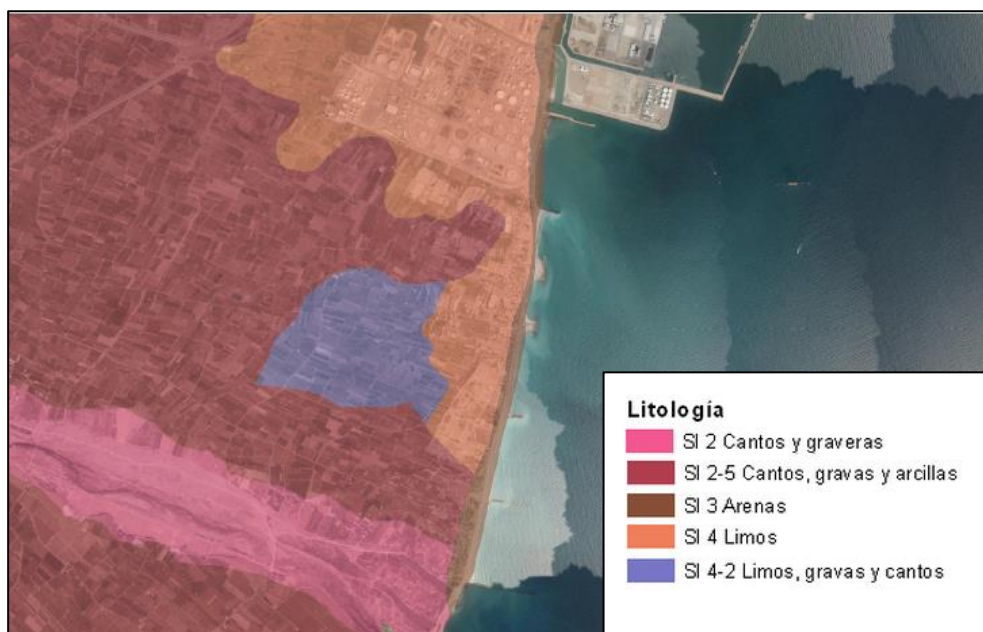 Litología
SI 2 Cantos y graveras
SI 2-5 Cantos, gravas y arcillas
SI 3 Arenas
SI 4 Limos
SI 4-2 Limos, gravas y cantos